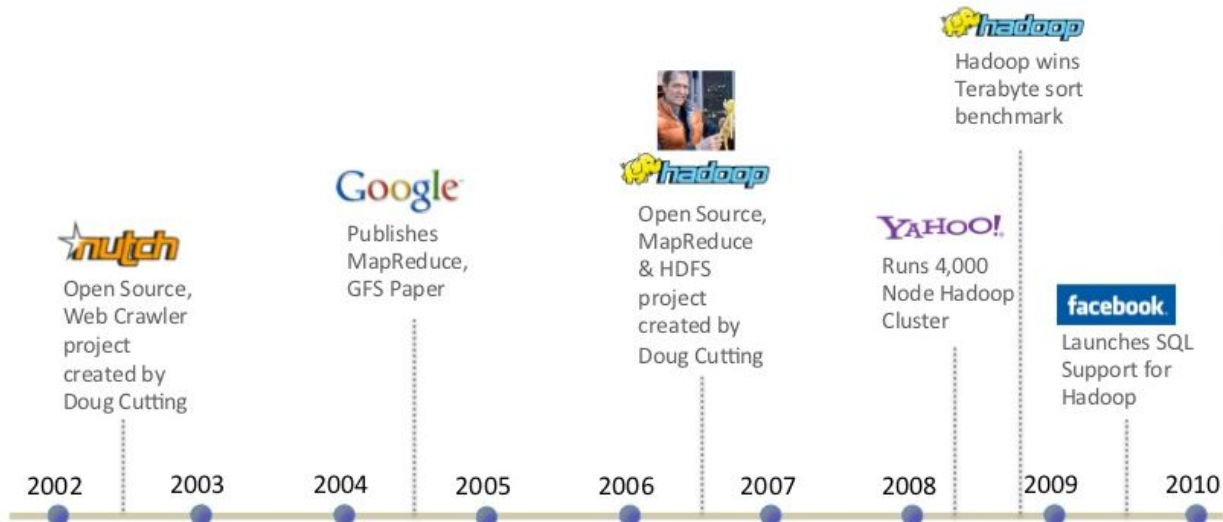 hadoop
Hadoop wins
Terabyte sort
benchmark
hadoop
Open Source,
MapReduce
& HDFS
project
created by
Doug Cutting
Google
Publishes
MapReduce,
GFS Paper
nutch
Open Source,
Web Crawler
project
created by
Doug Cutting
YAHOO!
Runs 4,000
Node Hadoop
Cluster
facebook
Launches SQL
Support for
Hadoop
2002 2003 2004 2005 2006 2007 2008 2009 2010